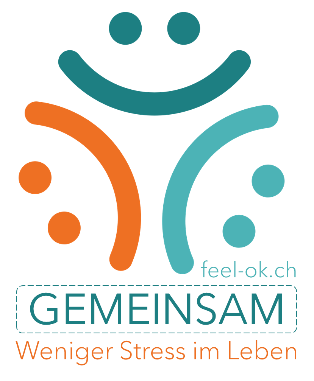 feel-ok.ch
GEMEINSAM
Weniger Stress im Leben